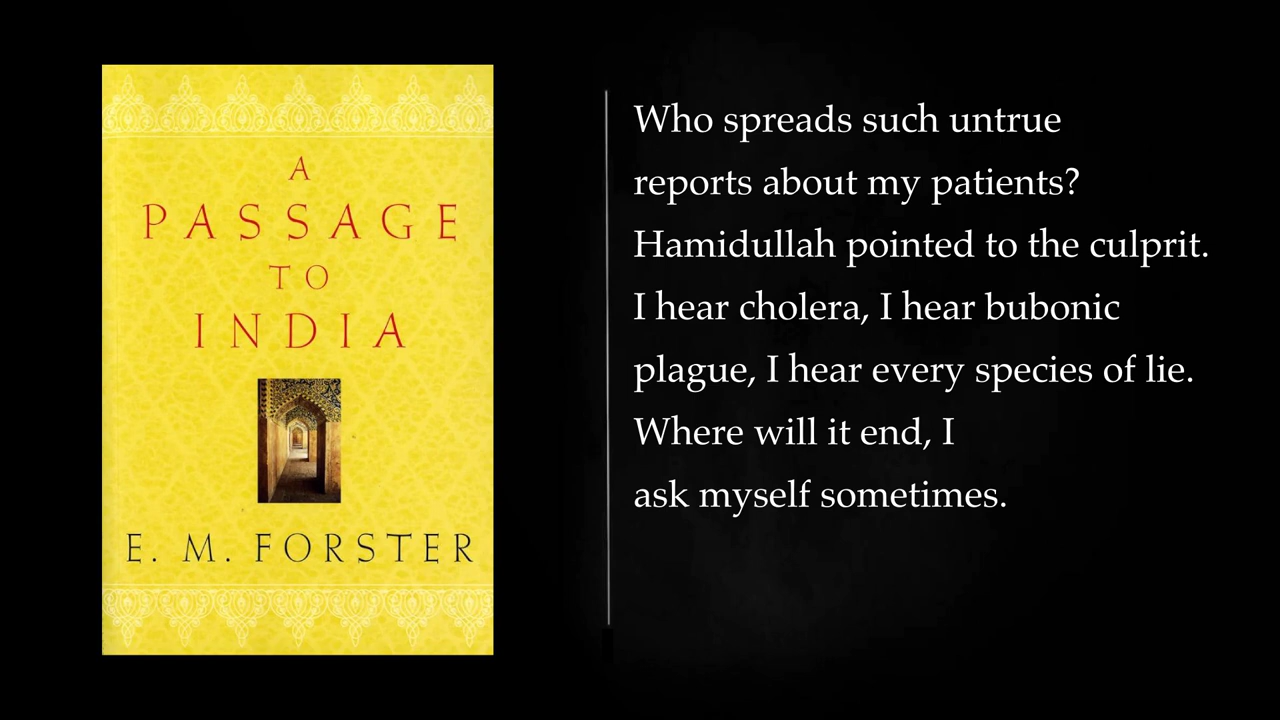 A
PASSAGE
TO
INDIA
E. M. FORSTER
Who spreads such untrue
reports about my patients?
Hamidullah pointed to the culprit.
I hear cholera, I hear bubonic
plague, I hear every species of lie.
Where will it end, I
ask myself sometimes.